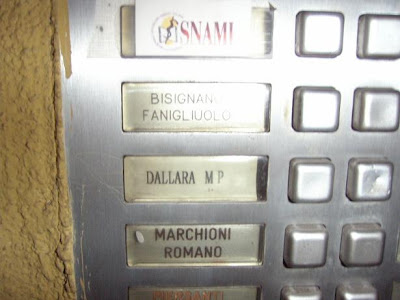 SNAMI
BISIGNANO
FANIGLIUOLO
DALLARA M P
MARCHIONI
ROMANO